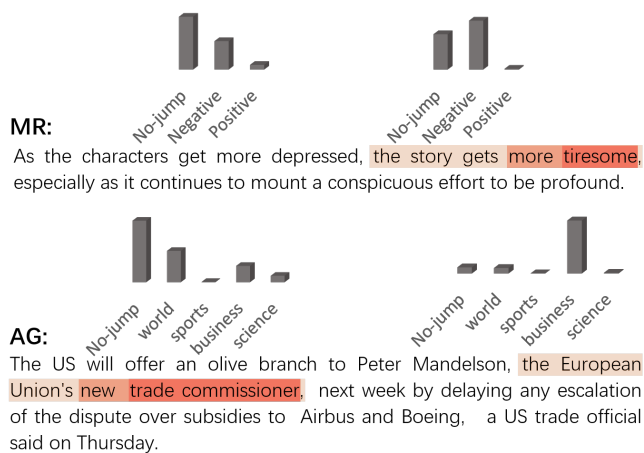 No-jump Negative Positive No-jump Negative Positive
MR:
As the characters get more depressed, the story gets more tiresome,
especially as it continues to mount a conspicuous effort to be profound.
No-jump world sports business science No-jump world sports business science
AG:
The US will offer an olive branch to Peter Mandelson, the European
Union's new trade commissioner, next week by delaying any escalation
of the dispute over subsidies to Airbus and Boeing, a US trade official
said on Thursday.